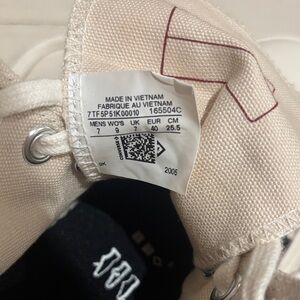 MADE IN VIETNAM
FABRIQUE AU VIETNAM
7TF5P51K00010 165504C
MENS WO'S UK EUR CM
7 9 7 40 25.5
2005